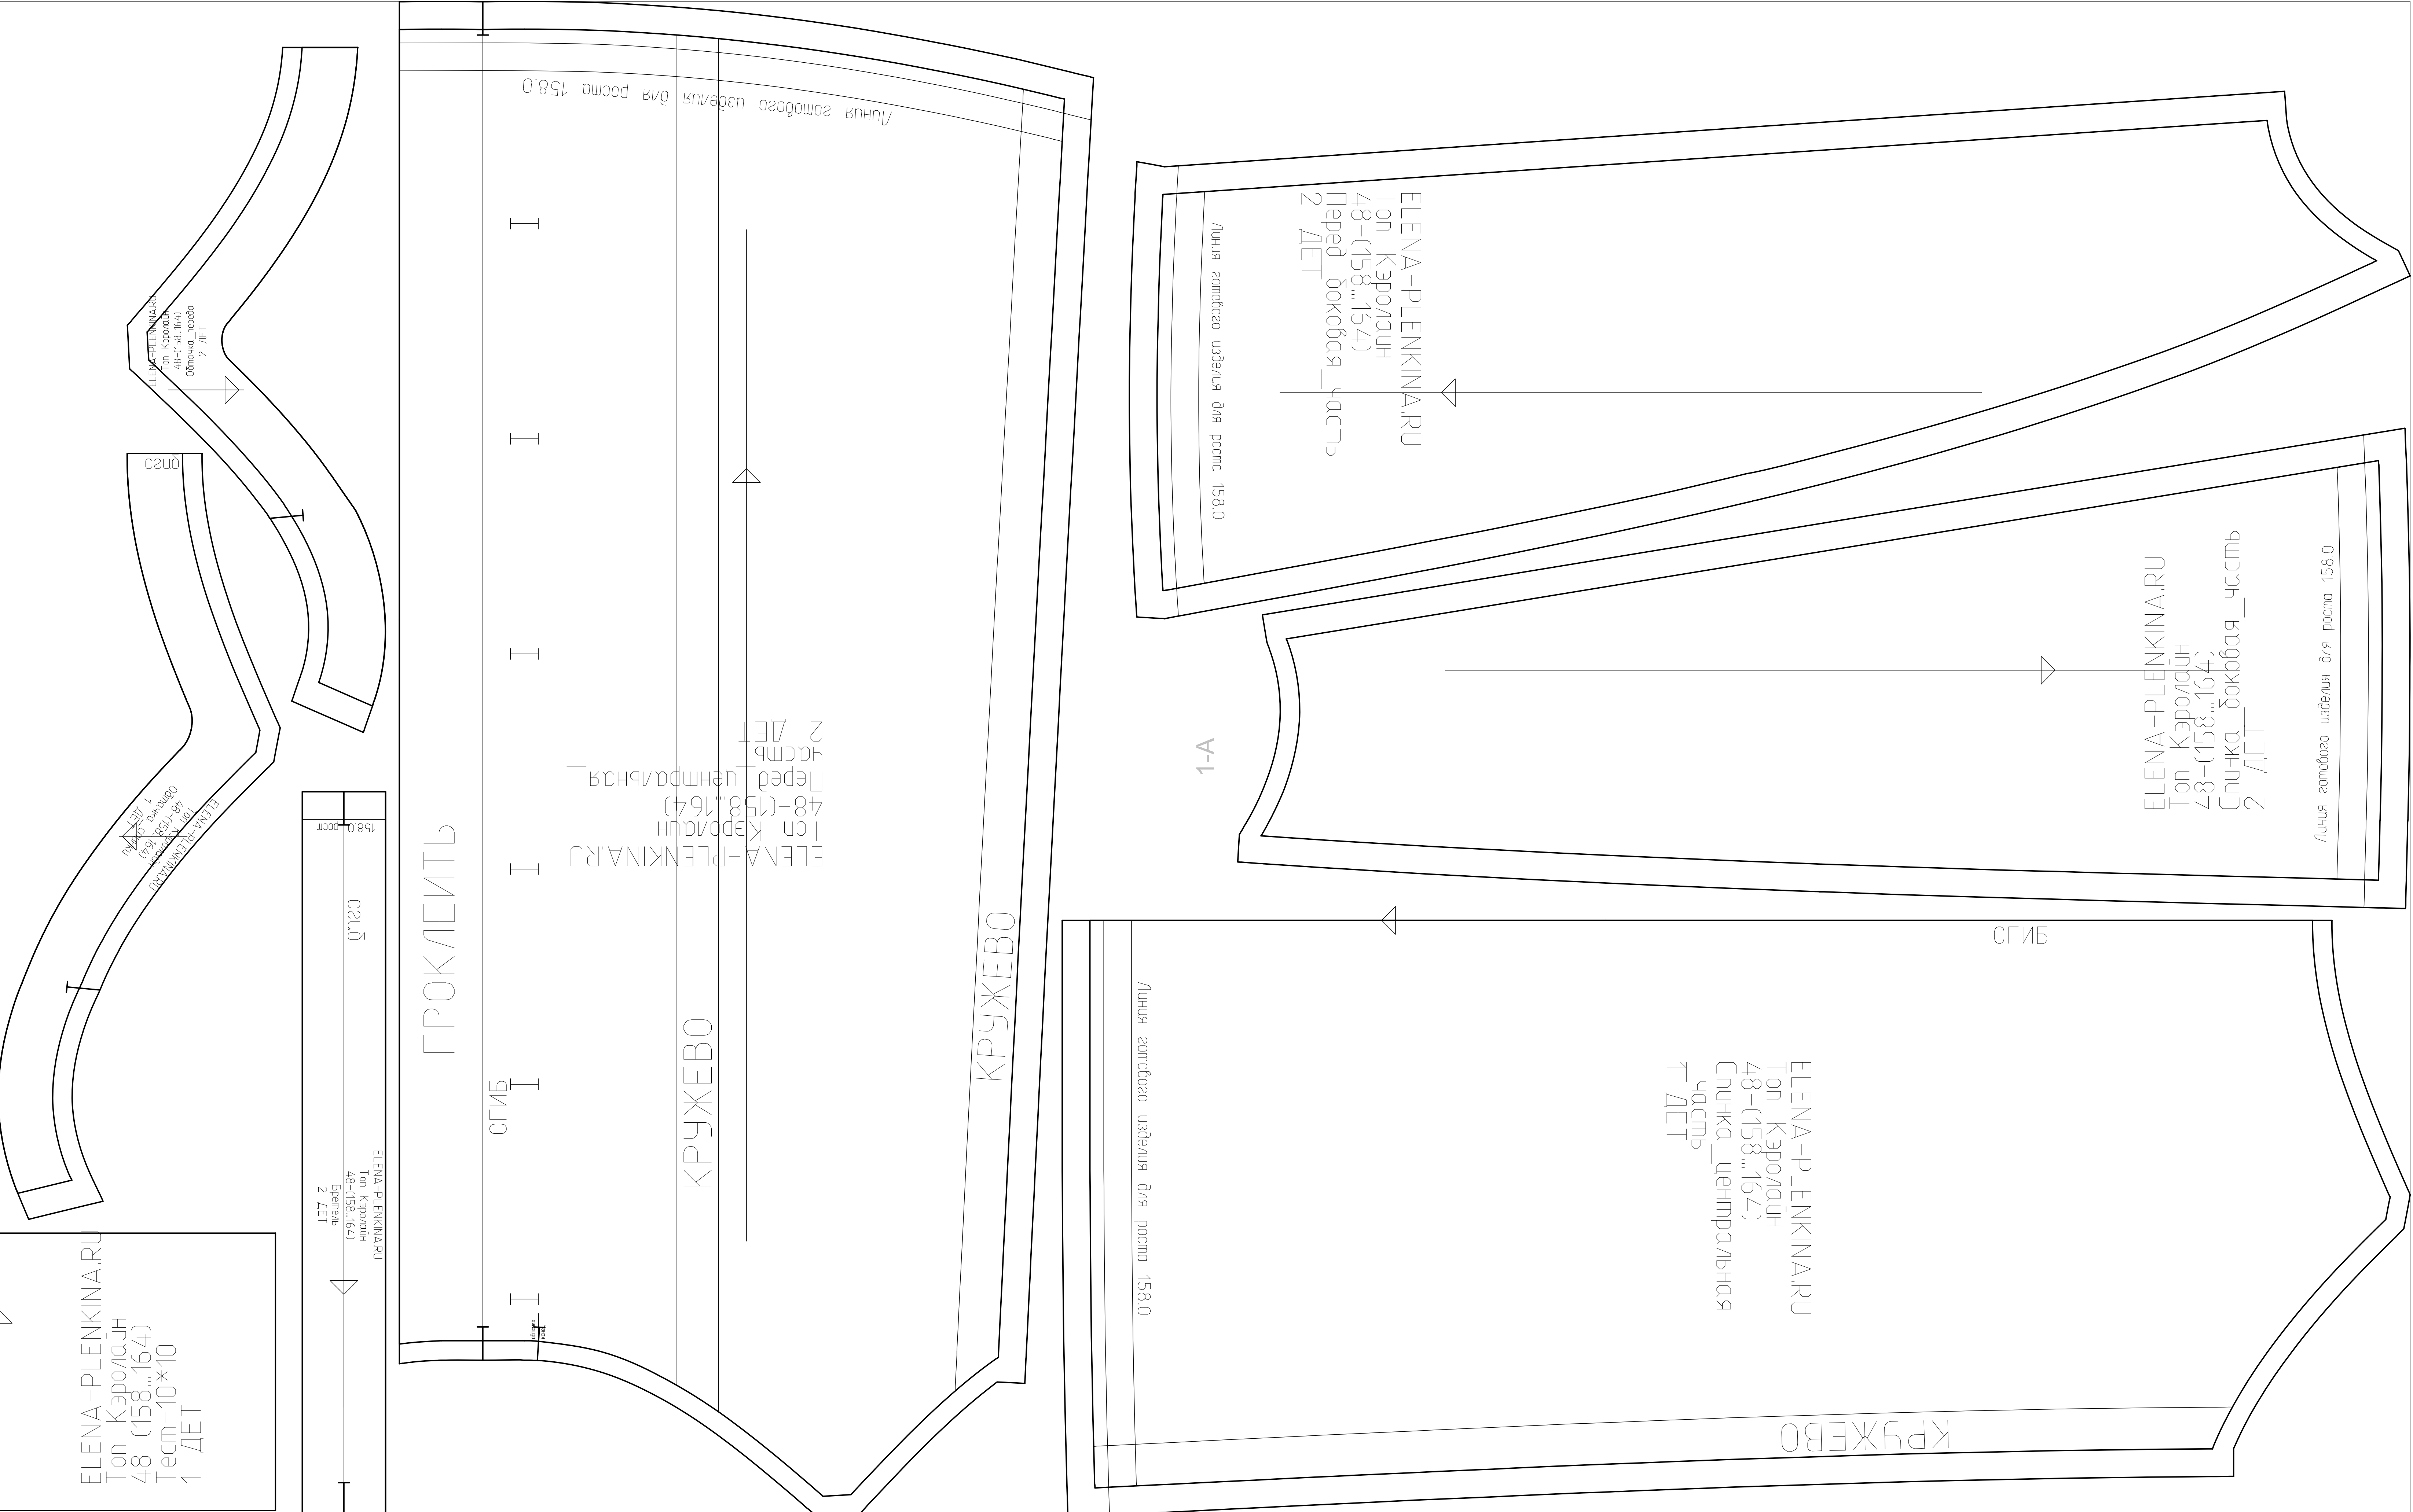 ELENA-PLENKINA.RU
Топ Кэролайн
48-(158...164)
Обтачка_переда
2 ДЕТ
сгиб
ELENA-PLENKINA.RU
Топ Кэролайн
48-(158...164)
Обтачка_спинки
1 ДЕТ
ELENA-PLENKINA.RU
Топ Кэролайн
48-(158...164)
Тест-10*10
1 ДЕТ
158.0 рост
сгиб
ELENA-PLENKINA.RU
Топ Кэролайн
48-(158...164)
Бретель
2 ДЕТ
Линия готового изделия для роста 158.0
ПРОКЛЕИТЬ
СГИБ
КРУЖЕВО
ELENA-PLENKINA.RU
Топ Кэролайн
48-(158...164)
Перед_центральная_
часть
2 ДЕТ
КРУЖЕВО
ELENA-PLENKINA.RU
Топ Кэролайн
48-(158...164)
Перед_боковая_часть
2 ДЕТ
Линия готового изделия для роста 158.0
1-A
ELENA-PLENKINA.RU
Топ Кэролайн
48-(158...164)
Спинка_боковая_часть
2 ДЕТ
Линия готового изделия для роста 158.0
СГИБ
Линия готового изделия для роста 158.0
ELENA-PLENKINA.RU
Топ Кэролайн
48-(158...164)
Спинка_центральная_
часть
1 ДЕТ
КРУЖЕВО